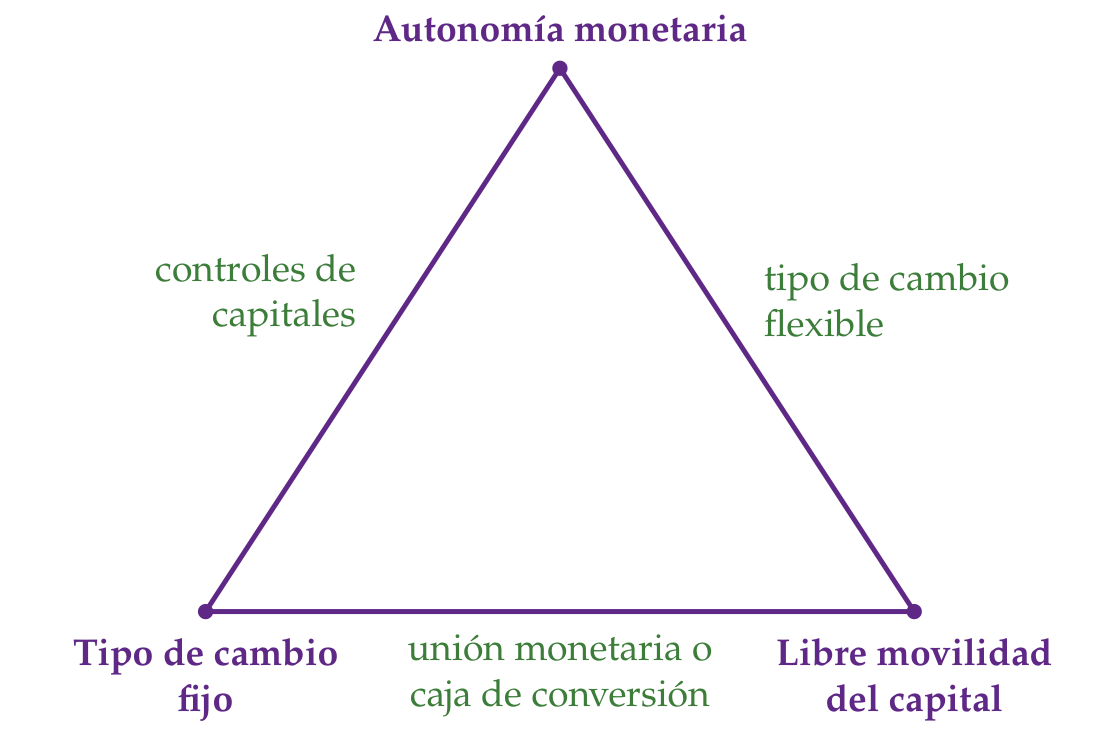 Autonomía monetaria
controles de
capitales
tipo de cambio
flexible
Tipo de cambio
fijo
unión monetaria o
caja de conversión
Libre movilidad
del capital